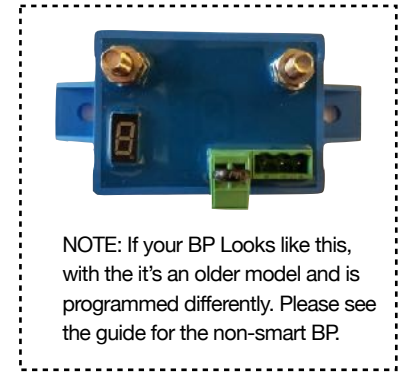 NOTE: If your BP Looks like this,
with the it's an older model and is
programmed differently. Please see
the guide for the non-smart BP.